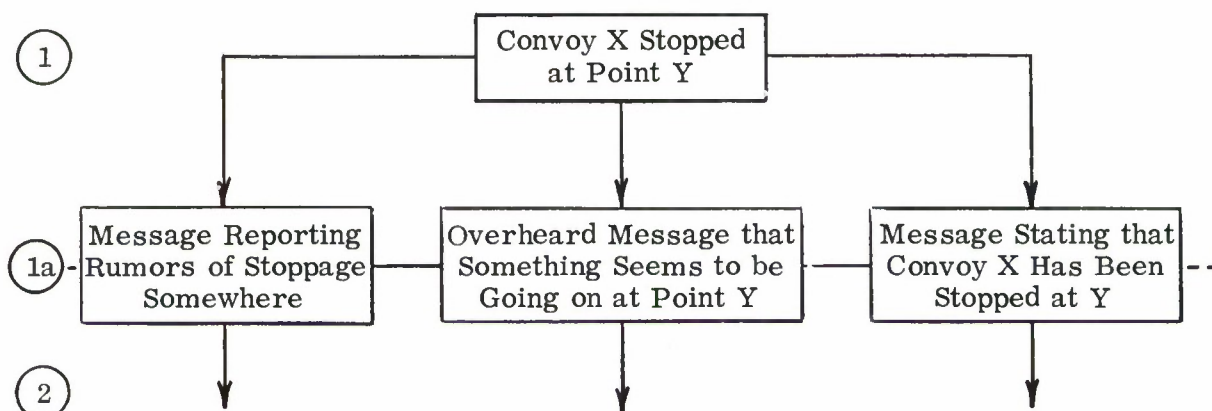 1
Convoy X Stopped
at Point Y
1a
Message Reporting
Rumors of Stoppage
Somewhere
Overheard Message that
Something Seems to be
Going on at Point Y
Message Stating that
Convoy X Has Been
Stopped at Y
2